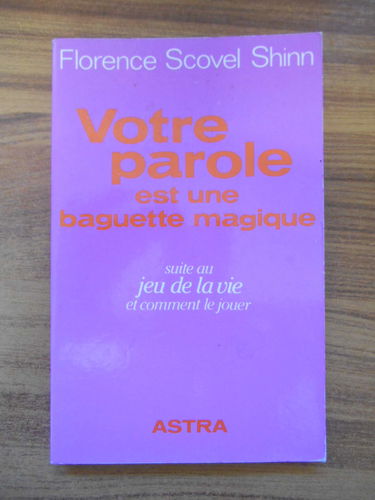 Florence Scovel Shinn
Votre
parole
est une
baguette magique
suite au
jeu de la vie
et comment le jouer
ASTRA